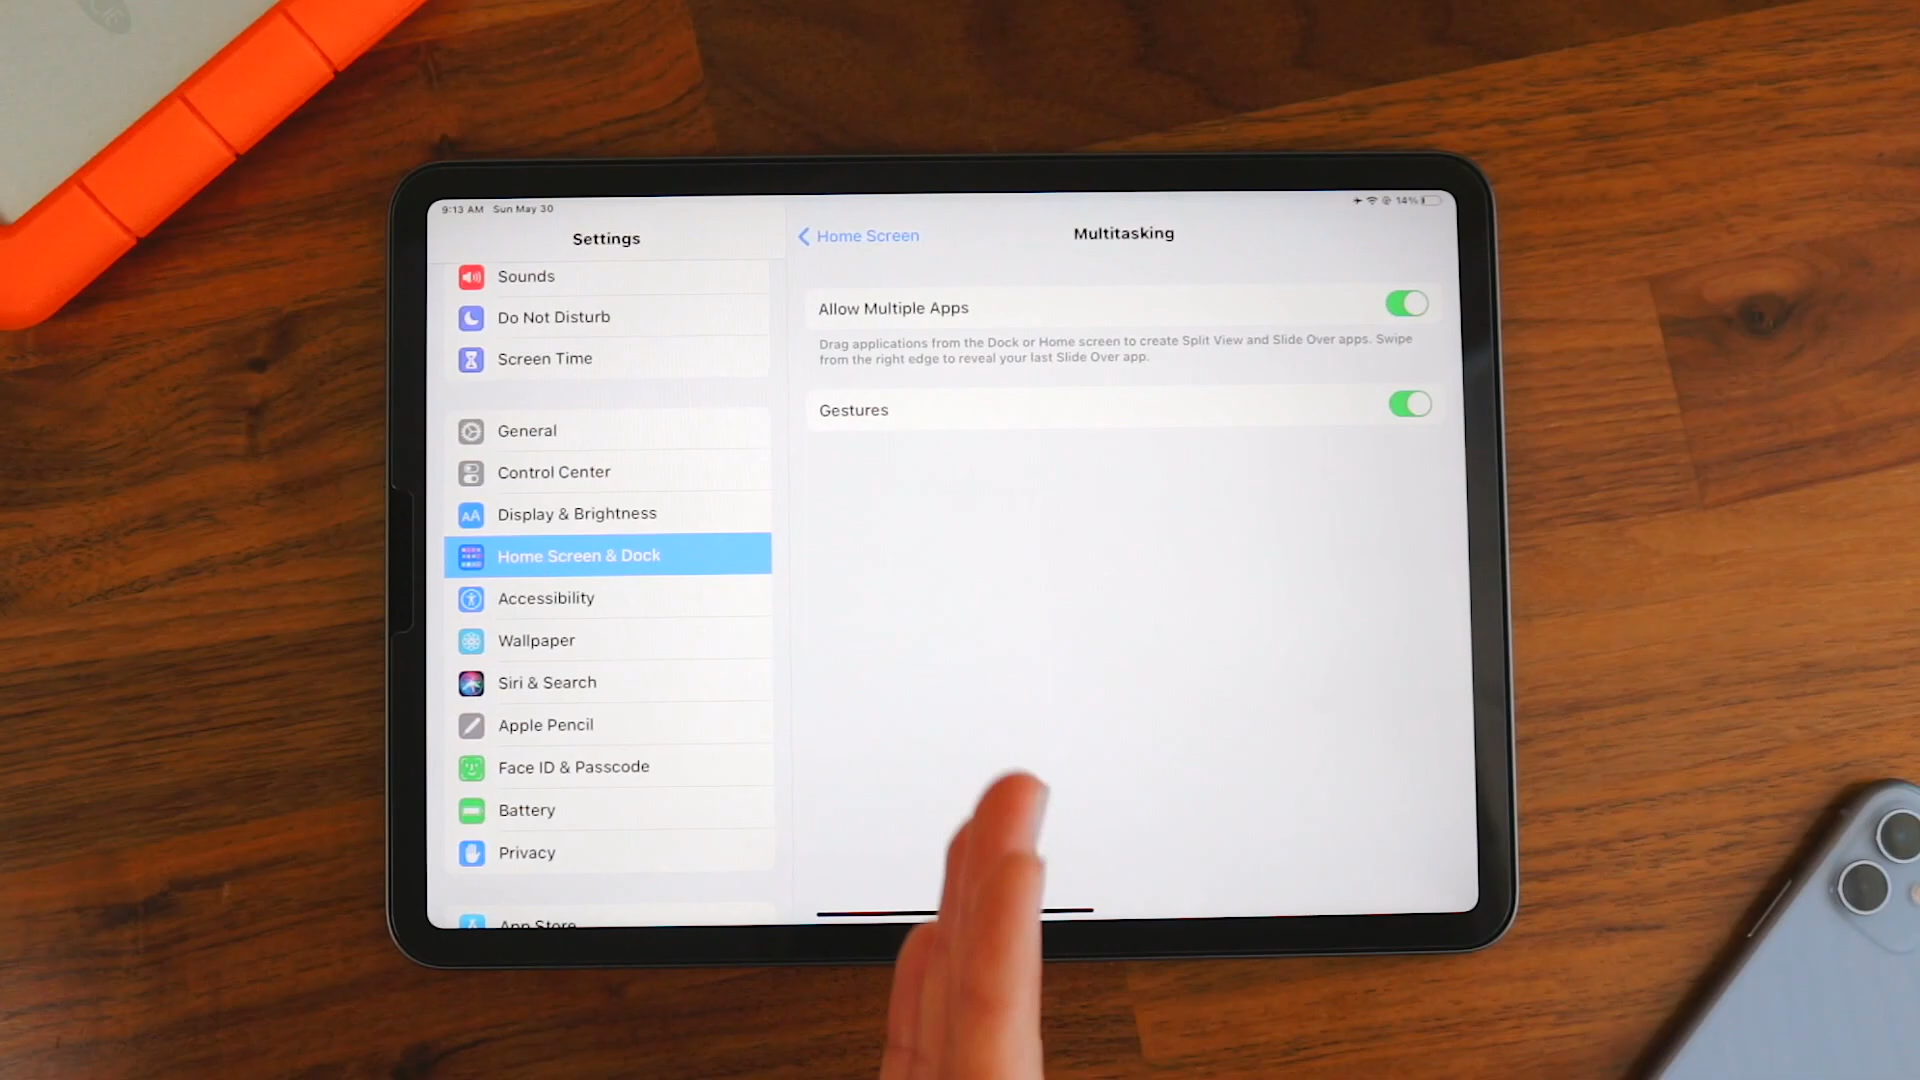 9:13 AM Sun May 30
14%
Settings
Sounds
Do Not Disturb
Screen Time
General
Control Center
Display & Brightness
Home Screen & Dock
Accessibility
Wallpaper
Siri & Search
Apple Pencil
Face ID & Passcode
Battery
Privacy
App Store
Home Screen
Multitasking
Allow Multiple Apps
Drag applications from the Dock or Home screen to create Split View and Slide Over apps. Swipe
from the right edge to reveal your last Slide Over app.
Gestures